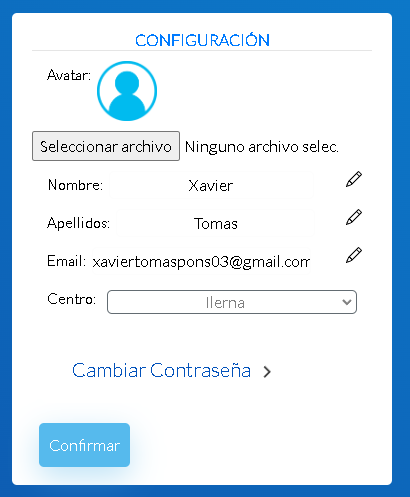 CONFIGURACIÓN
Avatar:
Seleccionar archivo Ninguno archivo selec.
Nombre: Xavier
Apellidos: Tomas
Email: xaviertomaspons03@gmail.com
Centro: Ilerna
Cambiar Contraseña
Confirmar